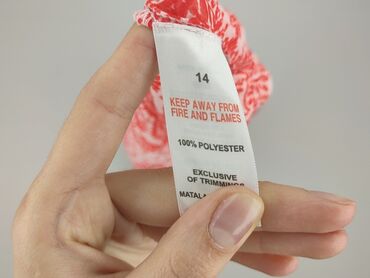 14
KEEP AWAY FROM
FIRE AND FLAMES
100% POLYESTER
EXCLUSIVE
OF TRIMMINGS